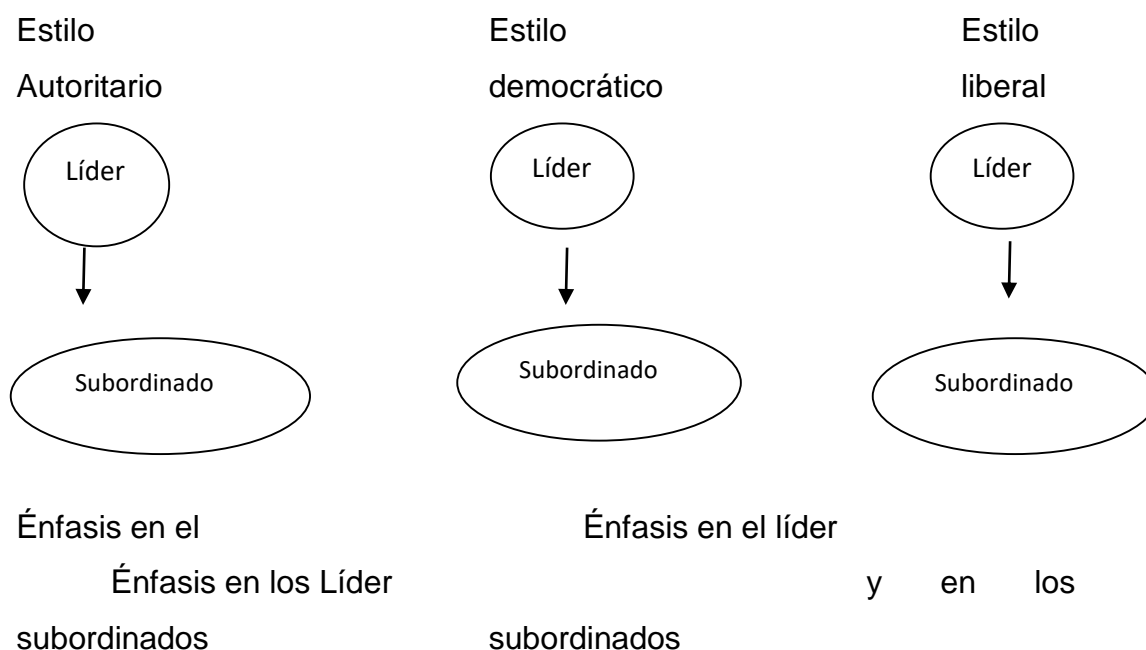 Estilo Estilo Estilo
Autoritario democrático liberal
Líder Líder Líder
Subordinado Subordinado Subordinado
Énfasis en el Énfasis en el líder
Énfasis en los Líder y en los
subordinados subordinados